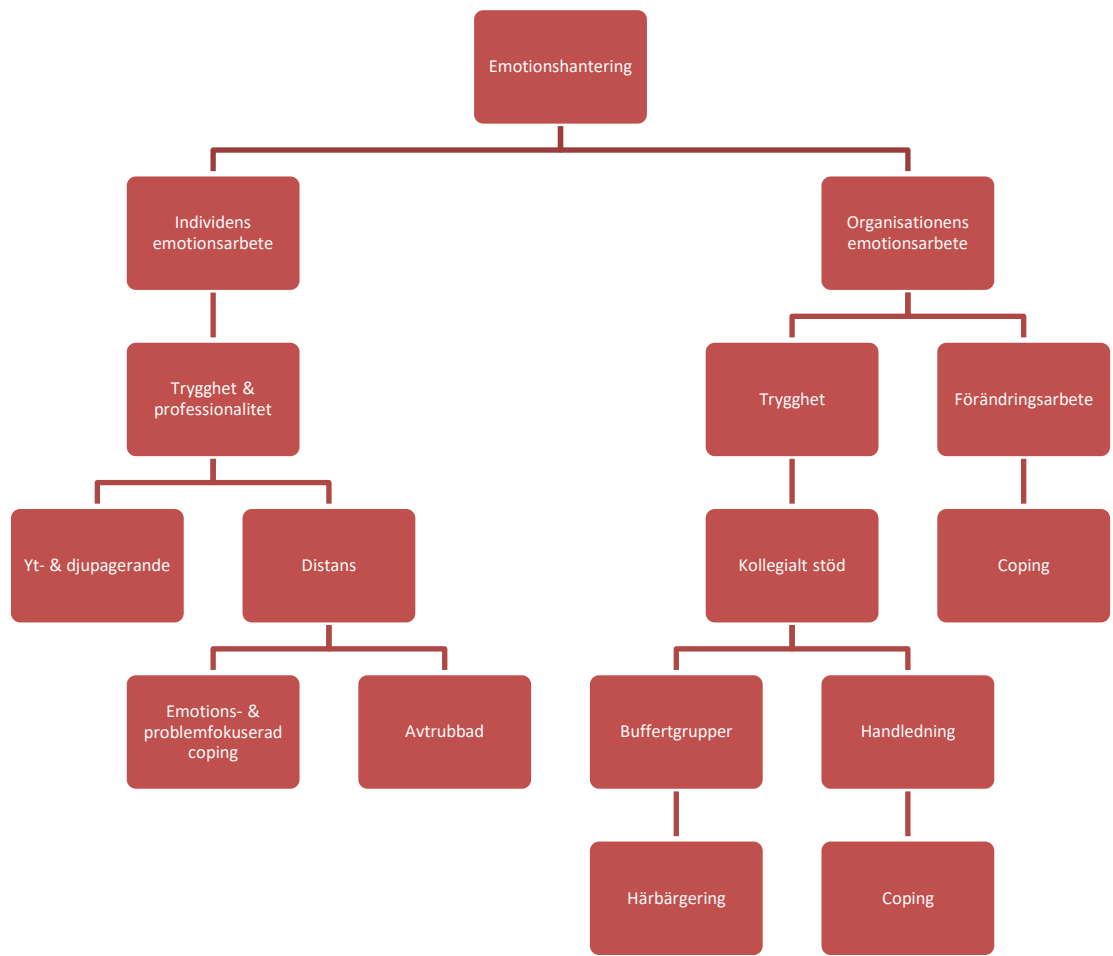 Emotionshantering
Individens
emotionsarbete
Organisationens
emotionsarbete
Trygghet &
professionalitet
Trygghet
Förändringsarbete
Yt- & djupagerande
Distans
Kollegialt stöd
Coping
Emotions- &
problemfokuserad
coping
Avtrubbad
Buffertgrupper
Handledning
Härbärgering
Coping